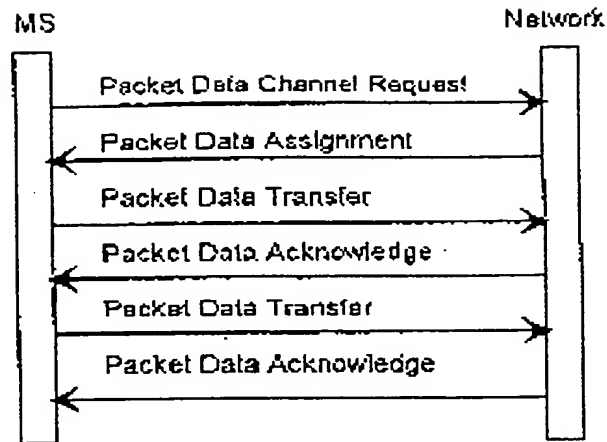 MS
Network
Packet Data Channel Request
Packet Data Assignment
Packet Data Transfer
Packet Data Acknowledge
Packet Data Transfer
Packet Data Acknowledge